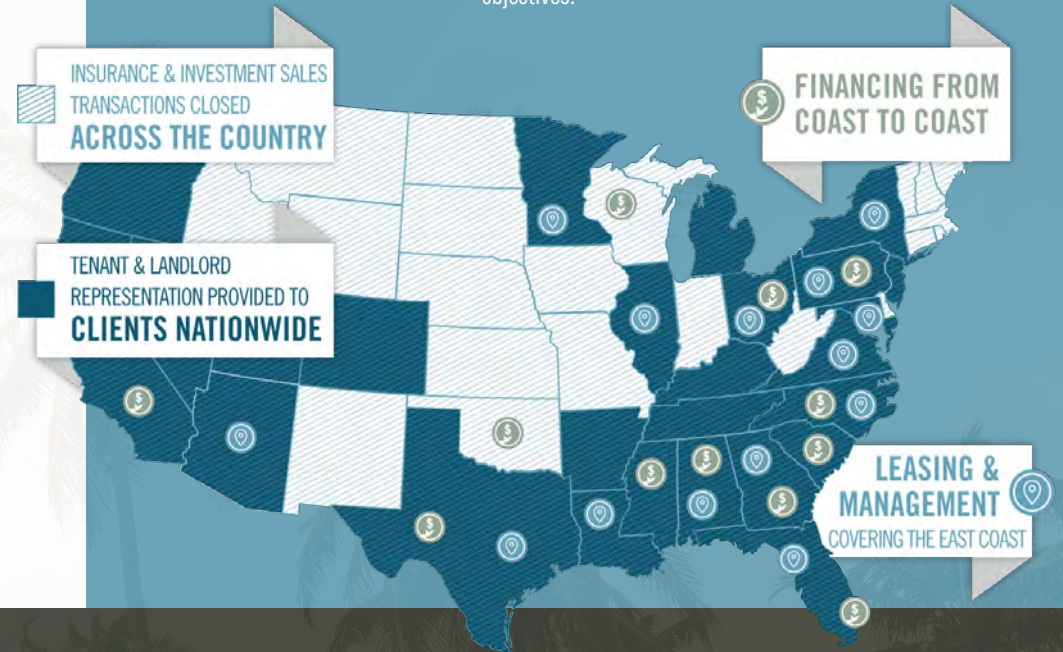 objectives.
INSURANCE & INVESTMENT SALES
TRANSACTIONS CLOSED
ACROSS THE COUNTRY
FINANCING FROM
COAST TO COAST
TENANT & LANDLORD
REPRESENTATION PROVIDED TO
CLIENTS NATIONWIDE
LEASING &
MANAGEMENT
COVERING THE EAST COAST